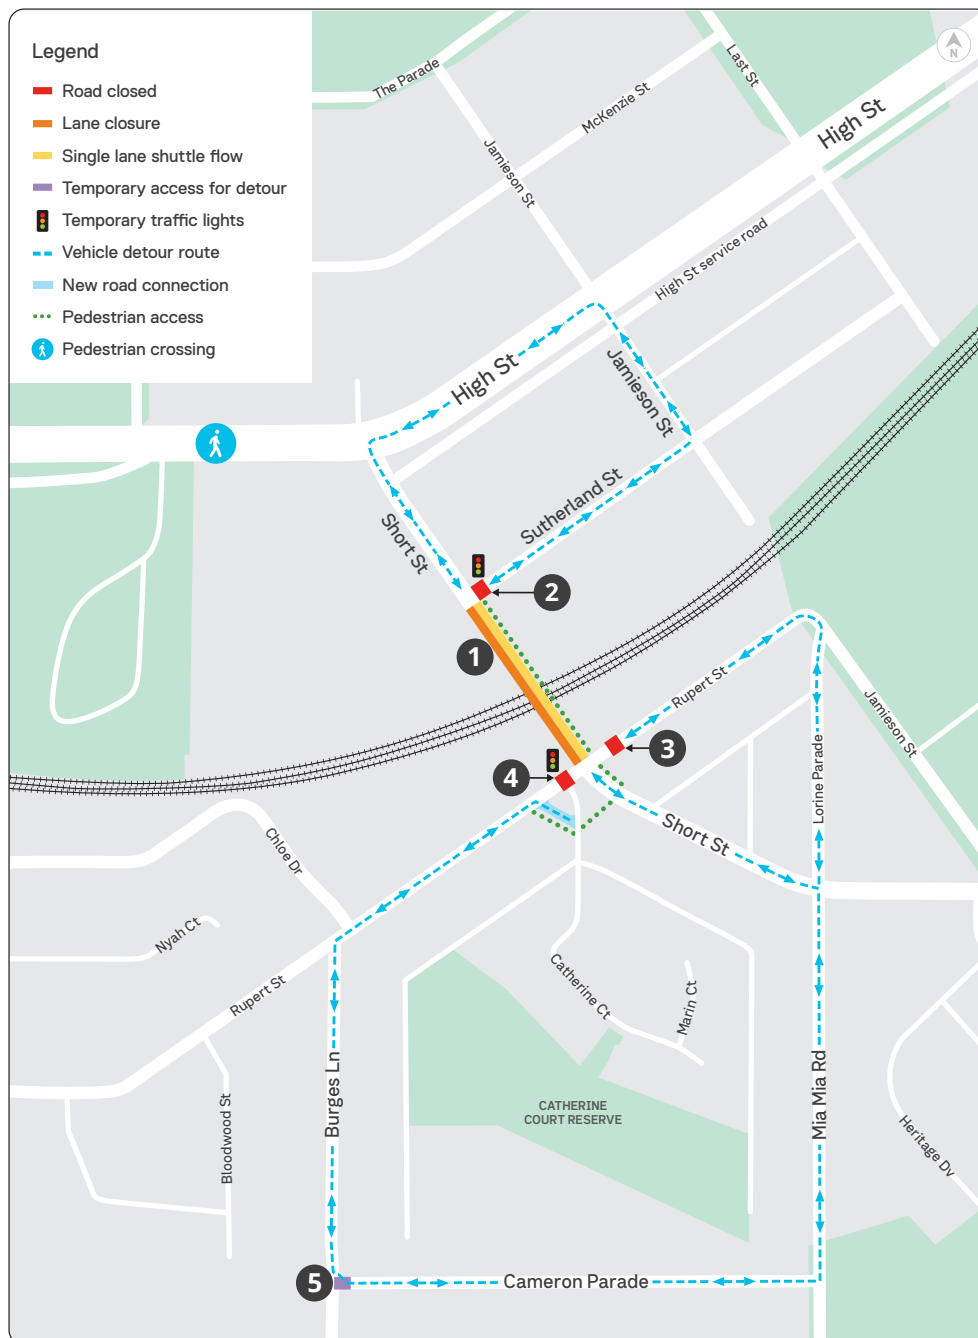 Legend
Road closed
Lane closure
Single lane shuttle flow
Temporary access for detour
Temporary traffic lights
Vehicle detour route
New road connection
Pedestrian access
Pedestrian crossing
N
The Parade
McKenzie St
Last St
High St
Jamieson St
High St service road
High St
Jamieson St
Sutherland St
Short St
2
1
Rupert St
3
4
Jamieson St
Lorine Parade
Short St
Chloe Dr
Nyah Ct
Rupert St
Catherine Ct
Marin Ct
Burges Ln
Bloodwood St
CATHERINE
COURT RESERVE
Mia Mia Rd
Heritage Dv
5
Cameron Parade